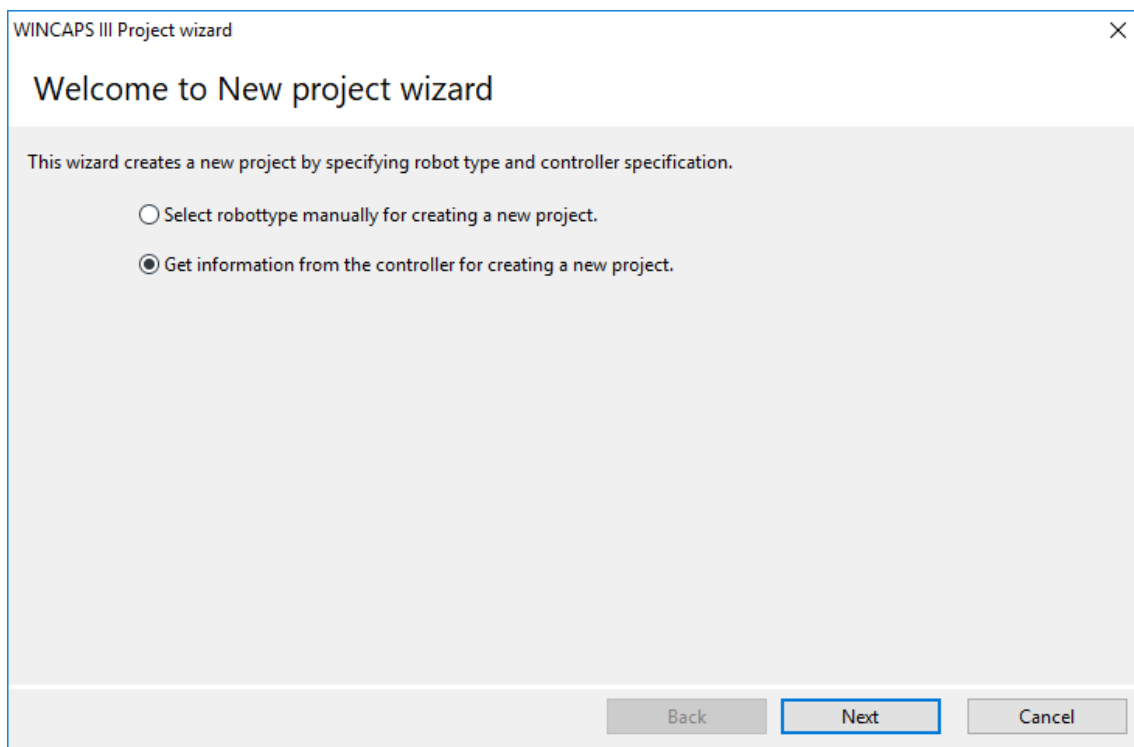 WINCAPS III Project wizard
Welcome to New project wizard
This wizard creates a new project by specifying robot type and controller specification.
Select robottype manually for creating a new project.
Get information from the controller for creating a new project.
Back Next Cancel